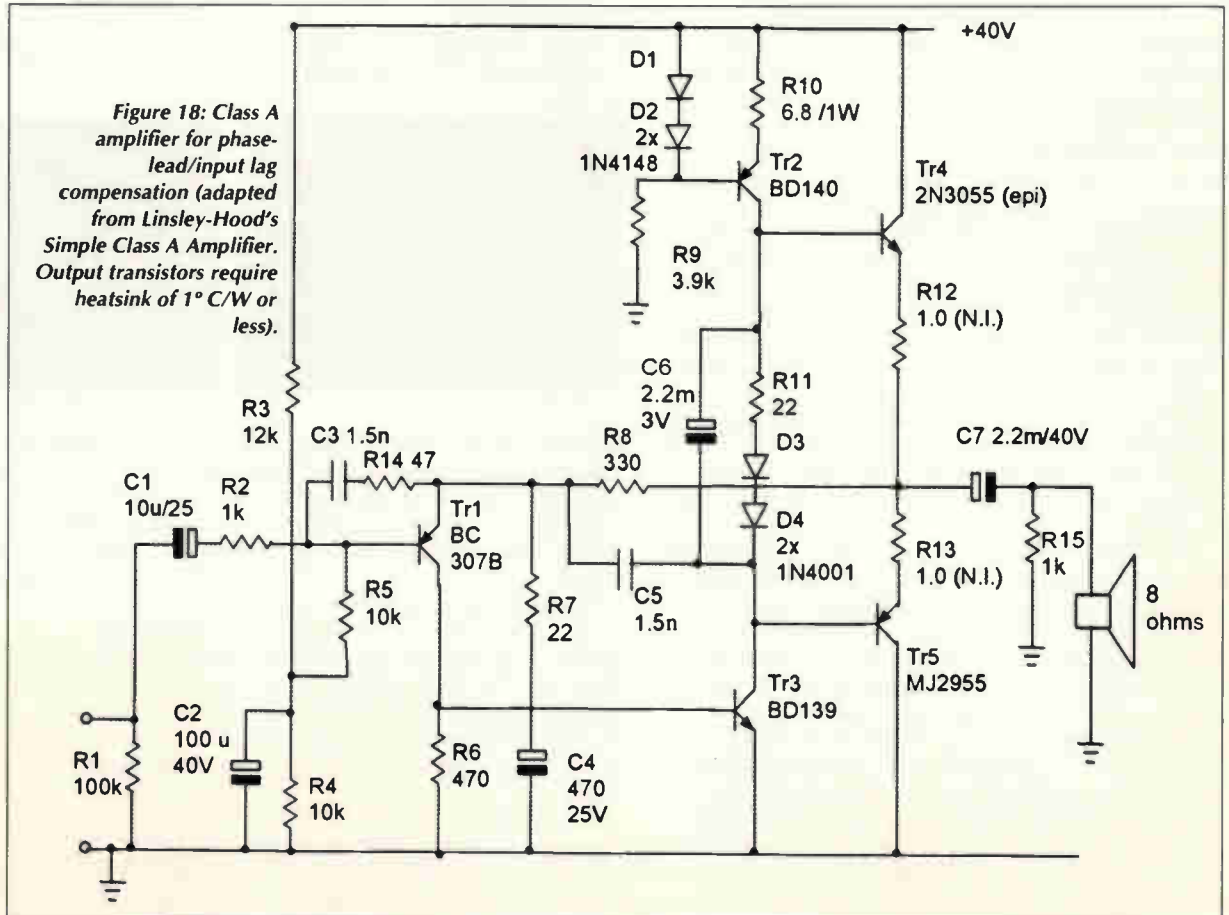 Figure 18: Class A
amplifier for phase-
lead/input lag
compensation (adapted
from Linsley-Hood's
Simple Class A Amplifier.
Output transistors require
heatsink of 1° C/W or
less).
+40V
D1
D2
2x
1N4148
R10
6.8 /1W
Tr2
BD140
Tr4
2N3055 (epi)
R9
3.9k
R12
1.0 (N.I.)
R3
12k
C6
2.2m
3V
R11
22
C3 1.5n
R14 47
R8
330
D3
C7 2.2m/40V
C1
10u/25
R2
1k
Tr1
BC
307B
D4
2x
1N4001
R13
1.0 (N.I.)
R15
1k
8
ohms
R5
10k
R7
22
C5
1.5n
Tr5
MJ2955
Tr3
BD139
C2
100 u
40V
R1
100k
R4
10k
R6
470
C4
470
25V